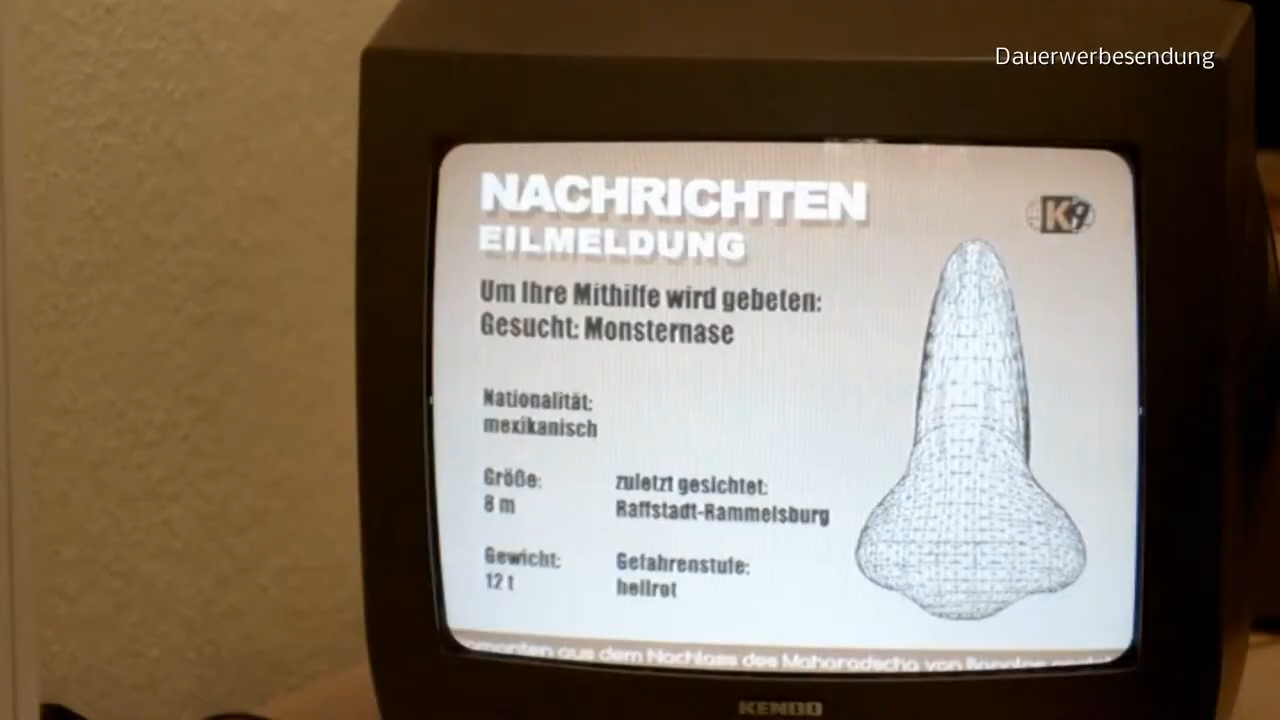 Dauerwerbesendung
NACHRICHTEN
EILMELDUNG
K9
Um Ihre Mithilfe wird gebeten:
Gesucht: Monsternase
Nationalität:
mexikanisch
Größe:
8 m
zuletzt gesichtet:
Raffstadt-Rammelsburg
Gewicht:
12 t
Gefahrenstufe:
hellrot
aus dem Nachlass des Maharadscha von
KENDO